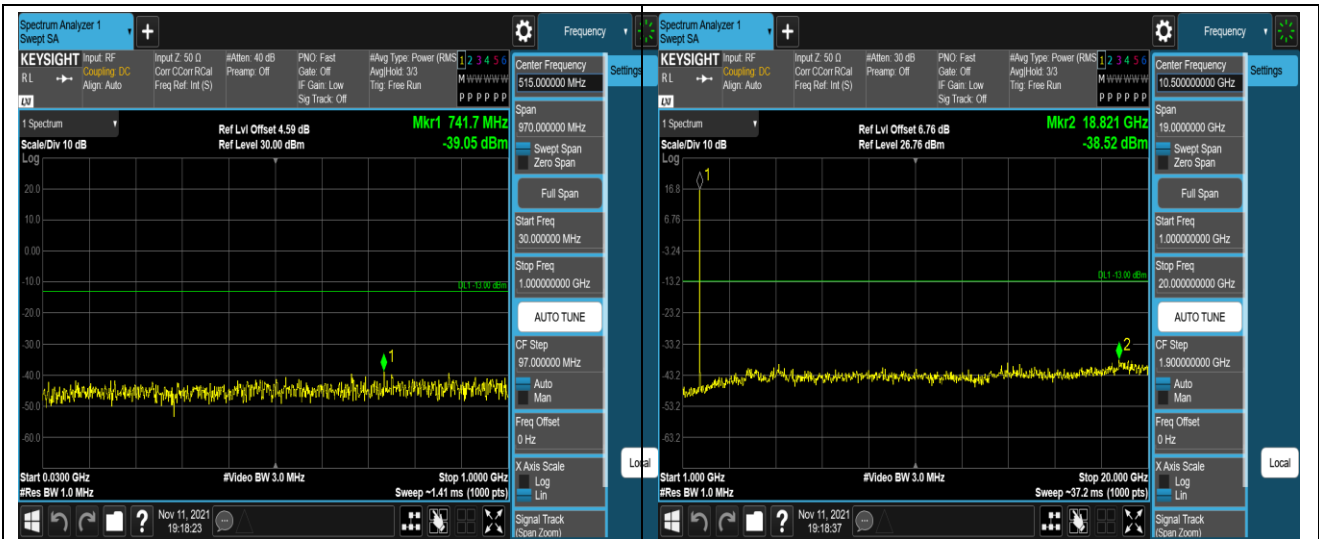 Spectrum Analyzer 1
Swept SA
+
Frequency
KEYSIGHT
Input: RF
Coupling: DC
Align: Auto
Input Z: 50 Ω
Corr CCorr RCal
Freq Ref: Int (S)
#Atten: 40 dB
Preamp: Off
PNO: Fast
Gate: Off
IF Gain: Low
Sig Track: Off
#Avg Type: Power (RMS
Avg|Hold: 3/3
Trig: Free Run
1 2 3 4 5 6
M W W W W W
P P P P P P
RL
LXI
Center Frequency
515.000000 MHz
Settings
Span
970.000000 MHz
Swept Span
Zero Span
Full Span
Start Freq
30.000000 MHz
Stop Freq
1.000000000 GHz
AUTO TUNE
CF Step
97.000000 MHz
Auto
Man
Freq Offset
0 Hz
X Axis Scale
Log
Lin
Signal Track
(Span Zoom)
Local
1 Spectrum
Scale/Div 10 dB
Log
Ref Lvl Offset 4.59 dB
Ref Level 30.00 dBm
Mkr1 741.7 MHz
-39.05 dBm
20.0
10.0
0.00
-10.0
DL1 -13.00 dBm
-20.0
-30.0
1
-40.0
-50.0
-60.0
Start 0.0300 GHz
#Res BW 1.0 MHz
#Video BW 3.0 MHz
Stop 1.0000 GHz
Sweep ~1.41 ms (1000 pts)
?
Nov 11, 2021
19:18:23
Spectrum Analyzer 1
Swept SA
+
Frequency
KEYSIGHT
Input: RF
Coupling: DC
Align: Auto
Input Z: 50 Ω
Corr CCorr RCal
Freq Ref: Int (S)
#Atten: 30 dB
Preamp: Off
PNO: Fast
Gate: Off
IF Gain: Low
Sig Track: Off
#Avg Type: Power (RMS
Avg|Hold: 3/3
Trig: Free Run
1 2 3 4 5 6
M W W W W W
P P P P P P
RL
LXI
Center Frequency
10.500000000 GHz
Settings
Span
19.0000000 GHz
Swept Span
Zero Span
Full Span
Start Freq
1.000000000 GHz
Stop Freq
20.000000000 GHz
AUTO TUNE
CF Step
1.900000000 GHz
Auto
Man
Freq Offset
0 Hz
X Axis Scale
Log
Lin
Signal Track
(Span Zoom)
Local
1 Spectrum
Scale/Div 10 dB
Log
Ref Lvl Offset 6.76 dB
Ref Level 26.76 dBm
Mkr2 18.821 GHz
-38.52 dBm
1
16.8
6.76
-3.24
DL1 -13.00 dBm
-13.2
-23.2
-33.2
2
-43.2
-53.2
-63.2
Start 1.000 GHz
#Res BW 1.0 MHz
#Video BW 3.0 MHz
Stop 20.000 GHz
Sweep ~37.2 ms (1000 pts)
?
Nov 11, 2021
19:18:37